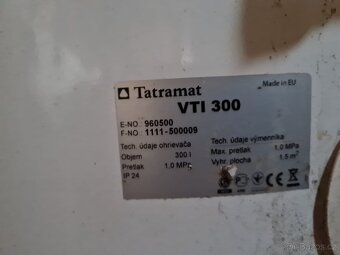 Tatramat
Made in EU
VTI 300
E-NO. 960500
F-NO. 1111-500009
Tech. údaje ohrievača
Objem 300 l
Pretlak 1,0 MPa
IP 24
Tech. údaje výmenníka
Max. pretlak 1,0 MPa
Výhr. plocha 1,5 m²